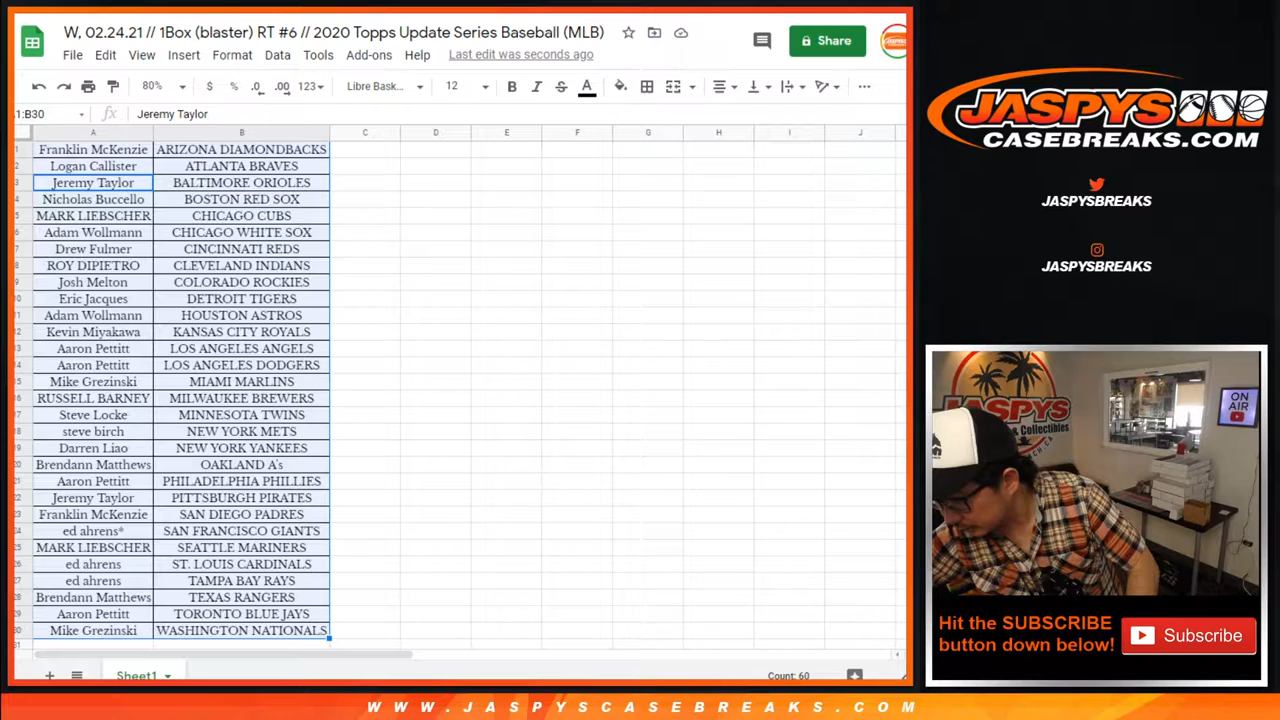 W, 02.24.21 // 1Box (blaster) RT #6 // 2020 Topps Update Series Baseball (MLB)
File Edit View Insert Format Data Tools Add-ons Help Last edit was seconds ago
Share
80% $ % .0 .00 123 Libre Bask... 12 B I S A
1:B30 fx Jeremy Taylor
A B C D E F G H I J
1 Franklin McKenzie ARIZONA DIAMONDBACKS
2 Logan Callister ATLANTA BRAVES
3 Jeremy Taylor BALTIMORE ORIOLES
4 Nicholas Buccello BOSTON RED SOX
5 MARK LIEBSCHER CHICAGO CUBS
6 Adam Wollmann CHICAGO WHITE SOX
7 Drew Fulmer CINCINNATI REDS
8 ROY DIPIETRO CLEVELAND INDIANS
9 Josh Melton COLORADO ROCKIES
10 Eric Jacques DETROIT TIGERS
11 Adam Wollmann HOUSTON ASTROS
12 Kevin Miyakawa KANSAS CITY ROYALS
13 Aaron Pettitt LOS ANGELES ANGELS
14 Aaron Pettitt LOS ANGELES DODGERS
15 Mike Grezinski MIAMI MARLINS
16 RUSSELL BARNEY MILWAUKEE BREWERS
17 Steve Locke MINNESOTA TWINS
18 steve birch NEW YORK METS
19 Darren Liao NEW YORK YANKEES
20 Brendann Matthews OAKLAND A's
21 Aaron Pettitt PHILADELPHIA PHILLIES
22 Jeremy Taylor PITTSBURGH PIRATES
23 Franklin McKenzie SAN DIEGO PADRES
24 ed ahrens* SAN FRANCISCO GIANTS
25 MARK LIEBSCHER SEATTLE MARINERS
26 ed ahrens ST. LOUIS CARDINALS
27 ed ahrens TAMPA BAY RAYS
28 Brendann Matthews TEXAS RANGERS
29 Aaron Pettitt TORONTO BLUE JAYS
30 Mike Grezinski WASHINGTON NATIONALS
31
Sheet1 Count: 60
JASPYS
CASEBREAKS.COM
JASPYSBREAKS
JASPYSBREAKS
JASPYS
& Collectibles
ON
AIR
Hit the SUBSCRIBE
button down below!
Subscribe
WWW.JASPYSCASEBREAKS.COM